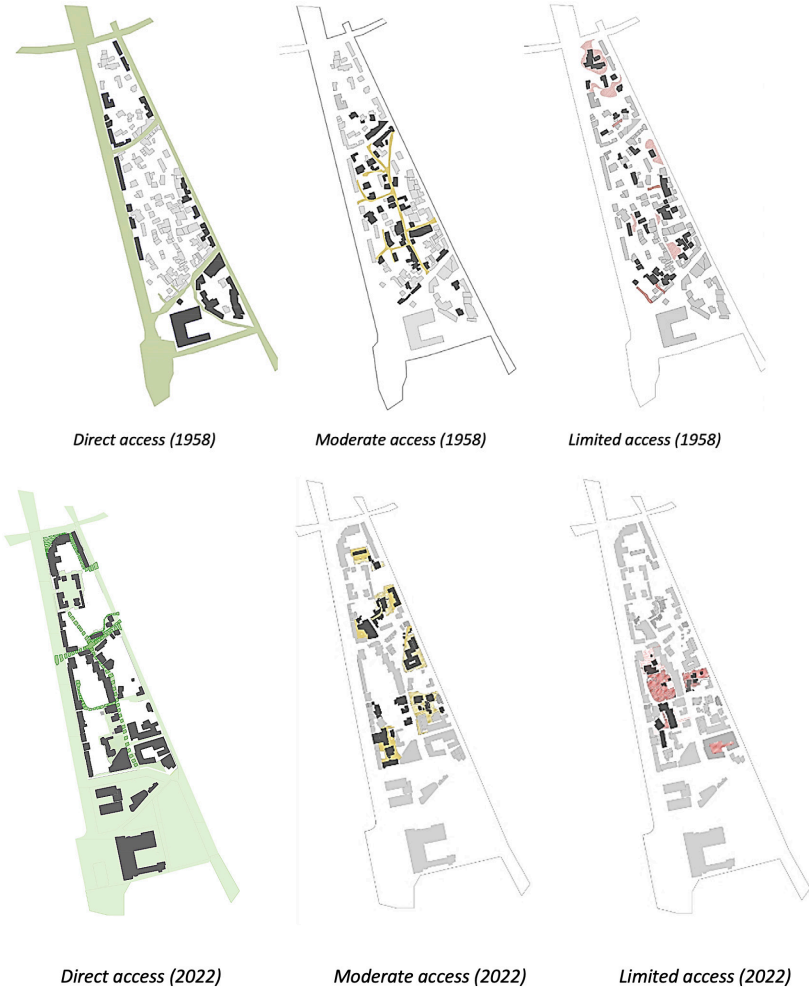 Direct access (1958)
Moderate access (1958)
Limited access (1958)
Direct access (2022)
Moderate access (2022)
Limited access (2022)